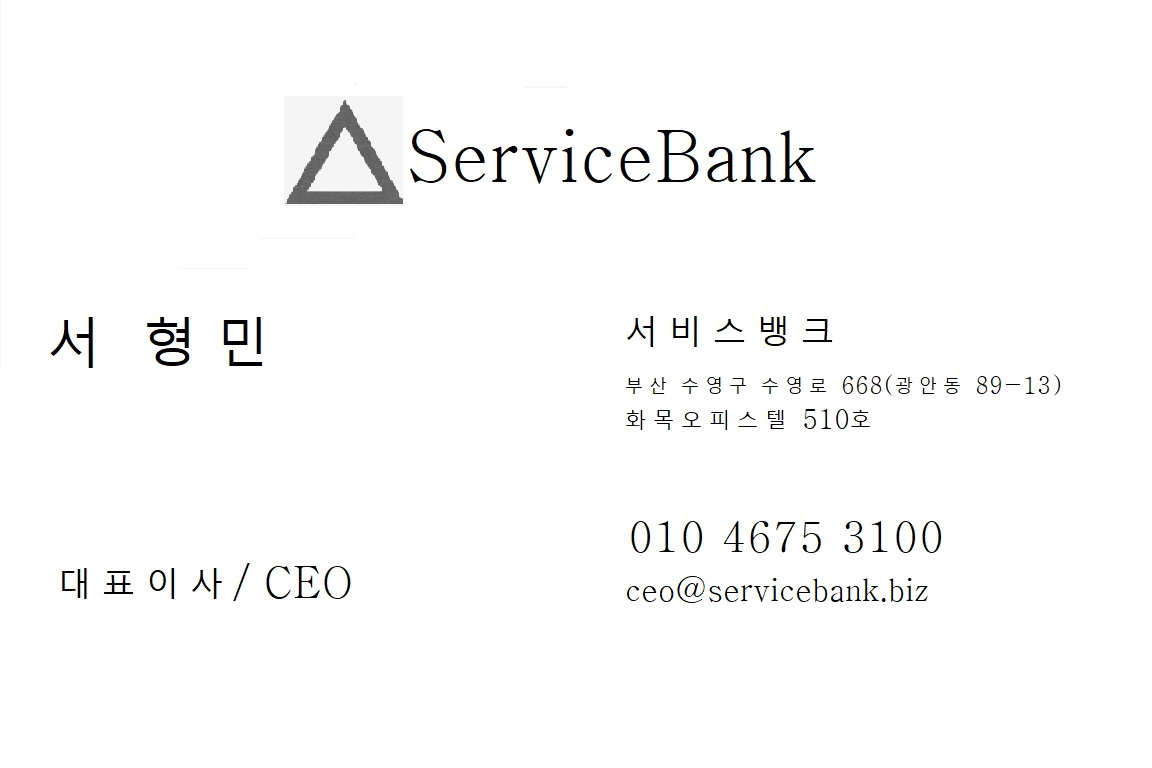 ServiceBank
서 형민
대표이사/ CEO
서비스뱅크
부산 수영구 수영로 668(광안동 89-13)
화목오피스텔 510호
010 4675 3100
ceo@servicebank.biz